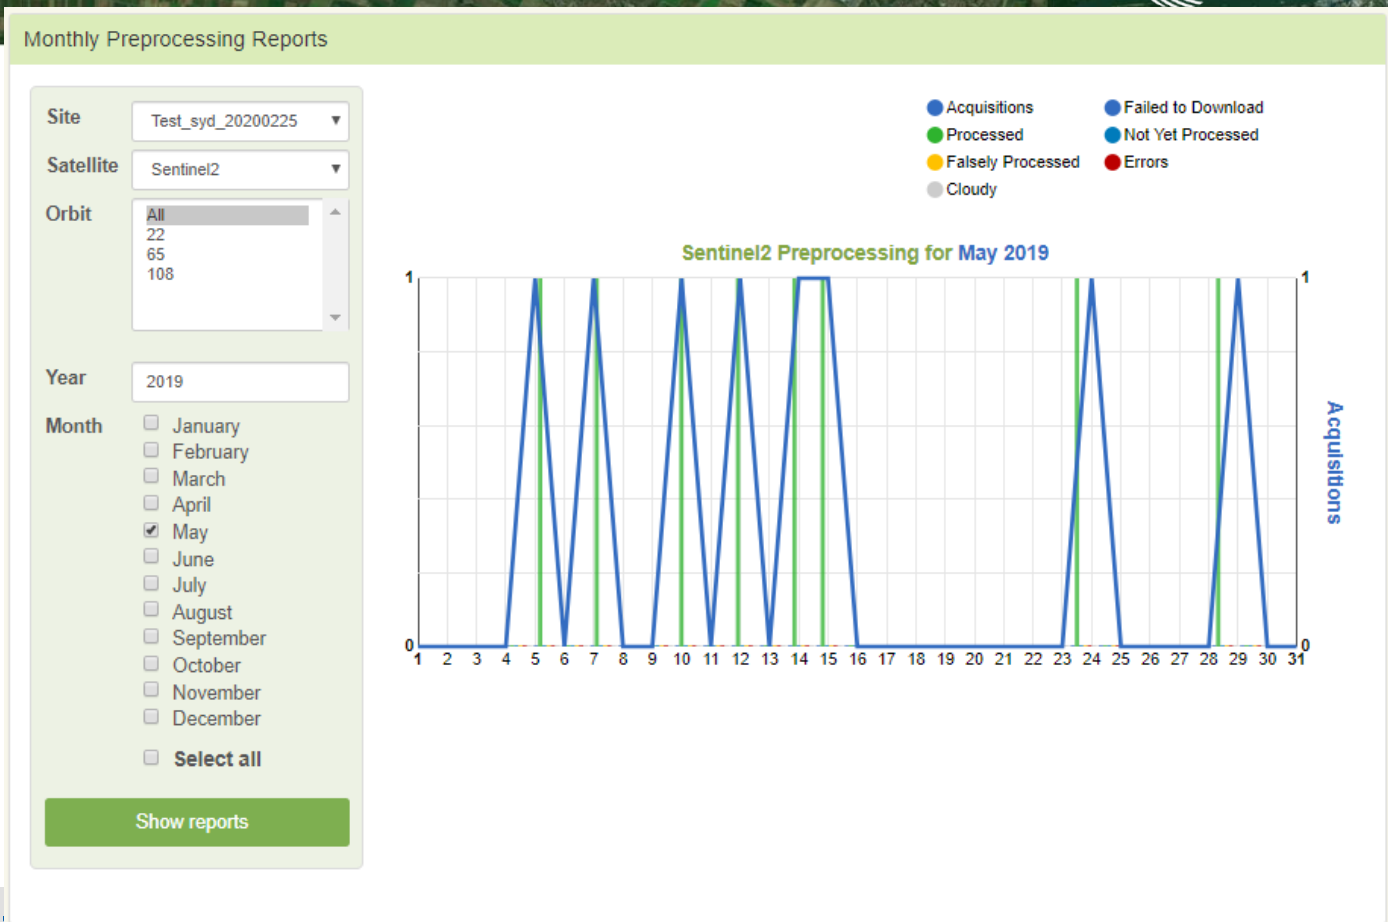 Monthly Preprocessing Reports
Site
Test_syd_20200225
Satellite
Sentinel2
Orbit
All
22
65
108
Year
2019
Month
January
February
March
April
May
June
July
August
September
October
November
December
Select all
Show reports
Acquisitions
Failed to Download
Processed
Not Yet Processed
Falsely Processed
Errors
Cloudy
Sentinel2 Preprocessing for May 2019
1
1
Acquisitions
0
0
1 2 3 4 5 6 7 8 9 10 11 12 13 14 15 16 17 18 19 20 21 22 23 24 25 26 27 28 29 30 31